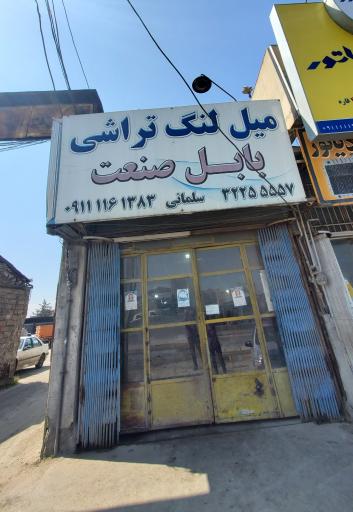 میل لنگ تراشی
بابل صنعت
۳۲۲۵ ۵۵۵۷ سلمانی ۰۹۱۱ ۱۱۶ ۱۳۸۳